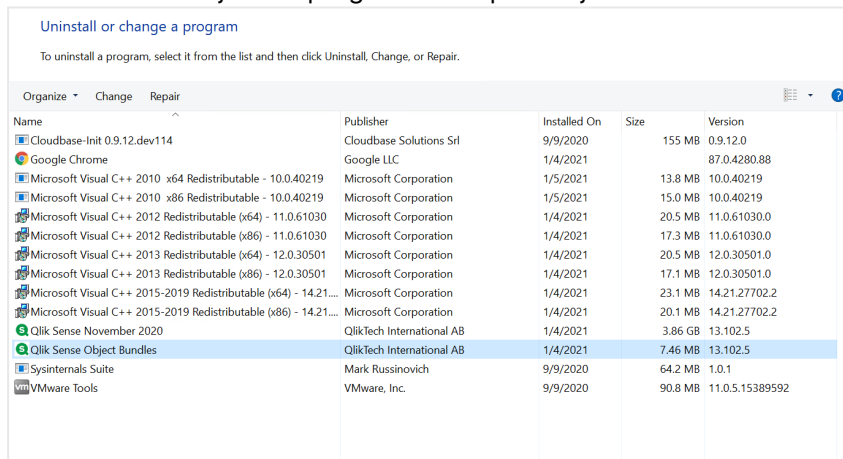 Uninstall or change a program
To uninstall a program, select it from the list and then click Uninstall, Change, or Repair.
Organize Change Repair
Name Publisher Installed On Size Version
Cloudbase-Init 0.9.12.dev114 Cloudbase Solutions Srl 9/9/2020 155 MB 0.9.12.0
Google Chrome Google LLC 1/4/2021 87.0.4280.88
Microsoft Visual C++ 2010 x64 Redistributable - 10.0.40219 Microsoft Corporation 1/5/2021 13.8 MB 10.0.40219
Microsoft Visual C++ 2010 x86 Redistributable - 10.0.40219 Microsoft Corporation 1/5/2021 15.0 MB 10.0.40219
Microsoft Visual C++ 2012 Redistributable (x64) - 11.0.61030 Microsoft Corporation 1/4/2021 20.5 MB 11.0.61030.0
Microsoft Visual C++ 2012 Redistributable (x86) - 11.0.61030 Microsoft Corporation 1/4/2021 17.3 MB 11.0.61030.0
Microsoft Visual C++ 2013 Redistributable (x64) - 12.0.30501 Microsoft Corporation 1/4/2021 20.5 MB 12.0.30501.0
Microsoft Visual C++ 2013 Redistributable (x86) - 12.0.30501 Microsoft Corporation 1/4/2021 17.1 MB 12.0.30501.0
Microsoft Visual C++ 2015-2019 Redistributable (x64) - 14.21.... Microsoft Corporation 1/4/2021 23.1 MB 14.21.27702.2
Microsoft Visual C++ 2015-2019 Redistributable (x86) - 14.21.... Microsoft Corporation 1/4/2021 20.1 MB 14.21.27702.2
Qlik Sense November 2020 QlikTech International AB 1/4/2021 3.86 GB 13.102.5
Qlik Sense Object Bundles QlikTech International AB 1/4/2021 7.46 MB 13.102.5
Sysinternals Suite Mark Russinovich 9/9/2020 64.2 MB 1.0.1
vm VMware Tools VMware, Inc. 9/9/2020 90.8 MB 11.0.5.15389592